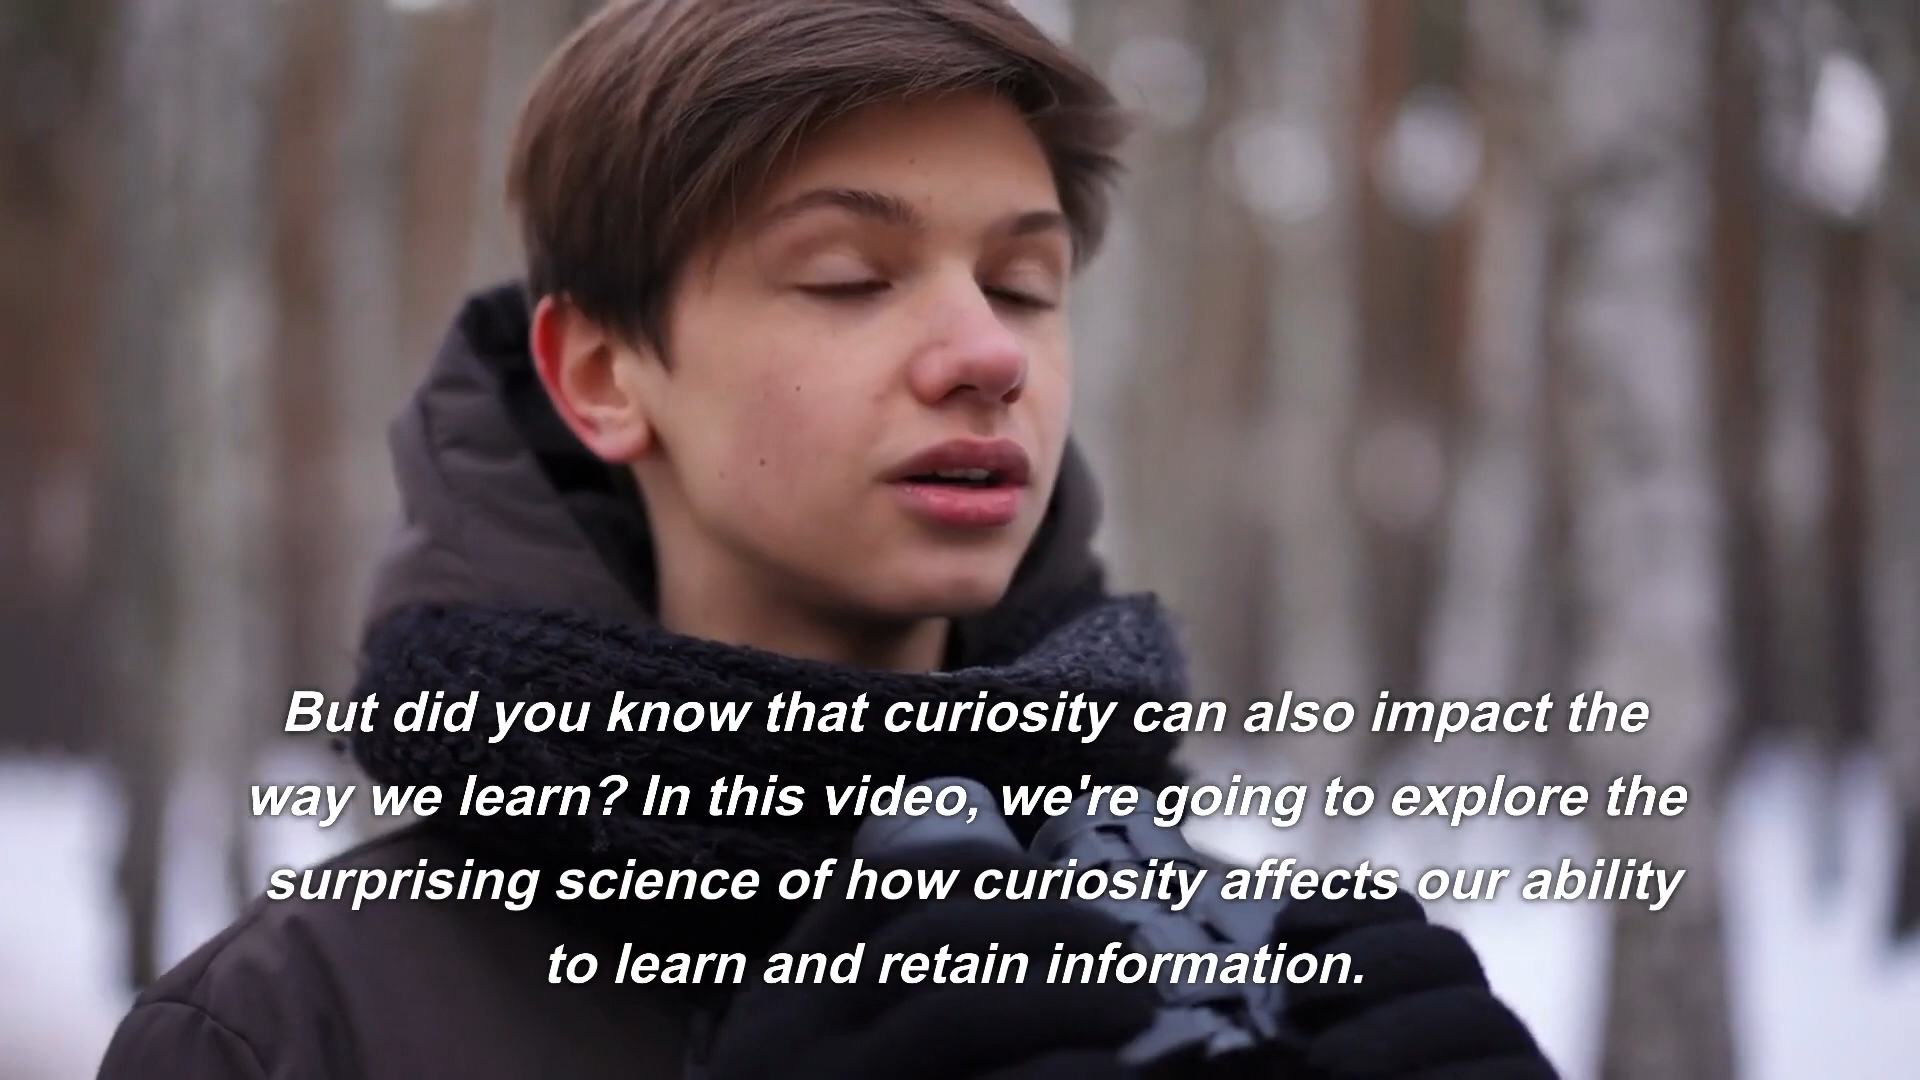 But did you know that curiosity can also impact the
way we learn? In this video, we're going to explore the
surprising science of how curiosity affects our ability
to learn and retain information.